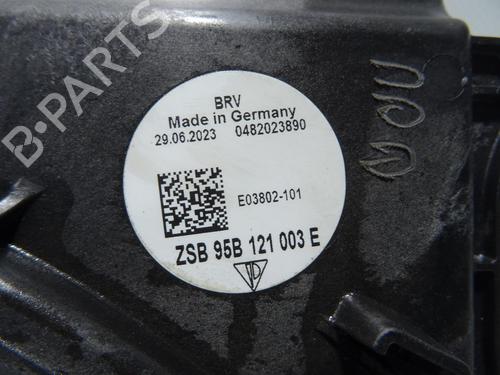 B-PARTS
BRV
Made in Germany
29.06.2023 0482023890
E03802-101
ZSB 95B 121 003 E